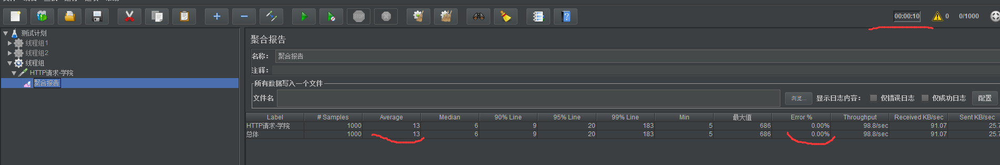 STOP
00:00:10
0
0/1000
测试计划
线程组1
线程组2
线程组
HTTP请求-学院
聚合报告
聚合报告
名称：
聚合报告
注释：
所有数据写入一个文件
文件名
浏览...
显示日志内容：
仅错误日志
仅成功日志
配置
Label # Samples Average Median 90% Line 95% Line 99% Line Min 最大值 Error % Throughput Received KB/sec Sent KB/sec
HTTP请求-学院 1000 13 6 9 20 183 5 686 0.00% 98.8/sec 91.07 25.7
总体 1000 13 6 9 20 183 5 686 0.00% 98.8/sec 91.07 25.7